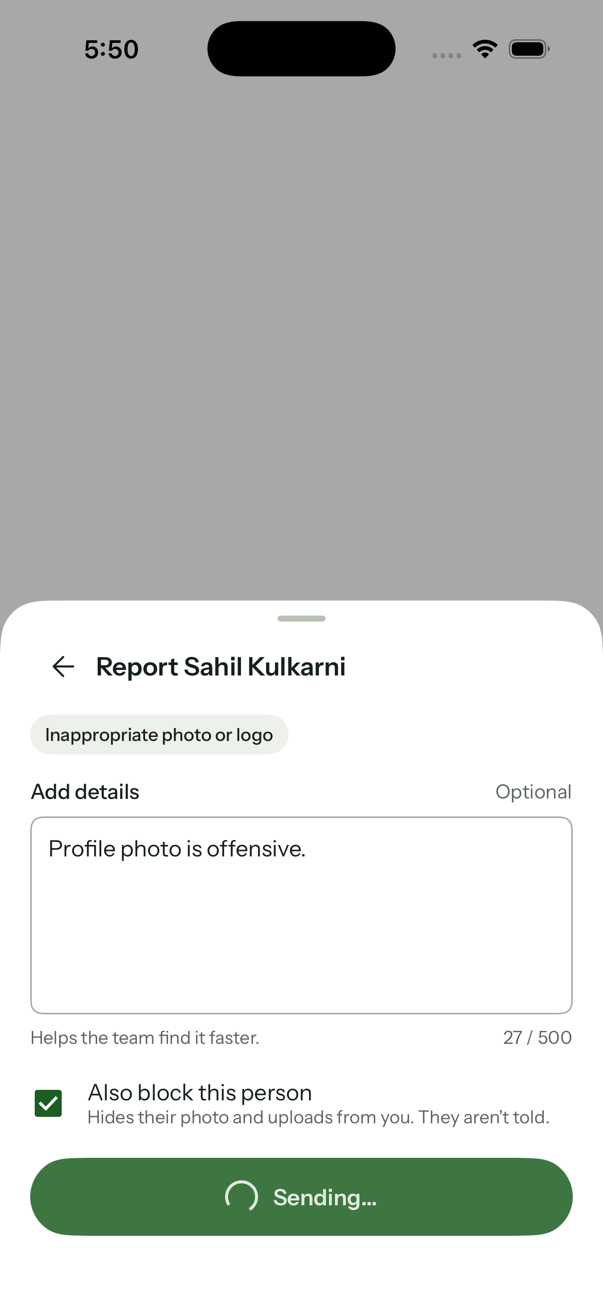 5:50
Report Sahil Kulkarni
Inappropriate photo or logo
Add details
Optional
Profile photo is offensive.
Helps the team find it faster.
27 / 500
Also block this person
Hides their photo and uploads from you. They aren't told.
Sending...